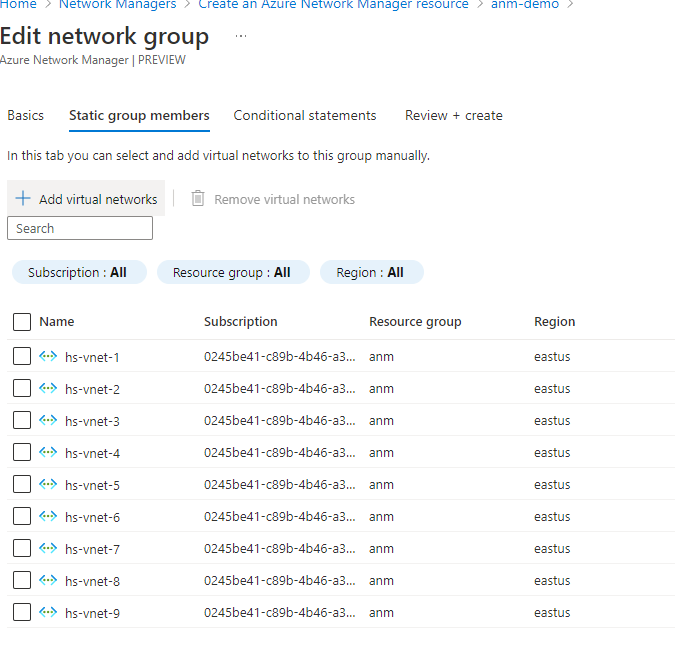 Home > Network Managers > Create an Azure Network Manager resource > anm-demo >
Edit network group ...
Azure Network Manager | PREVIEW
Basics Static group members Conditional statements Review + create
In this tab you can select and add virtual networks to this group manually.
+ Add virtual networks Remove virtual networks
Search
Subscription : All Resource group : All Region : All
Name Subscription Resource group Region
hs-vnet-1 0245be41-c89b-4b46-a3... anm eastus
hs-vnet-2 0245be41-c89b-4b46-a3... anm eastus
hs-vnet-3 0245be41-c89b-4b46-a3... anm eastus
hs-vnet-4 0245be41-c89b-4b46-a3... anm eastus
hs-vnet-5 0245be41-c89b-4b46-a3... anm eastus
hs-vnet-6 0245be41-c89b-4b46-a3... anm eastus
hs-vnet-7 0245be41-c89b-4b46-a3... anm eastus
hs-vnet-8 0245be41-c89b-4b46-a3... anm eastus
hs-vnet-9 0245be41-c89b-4b46-a3... anm eastus